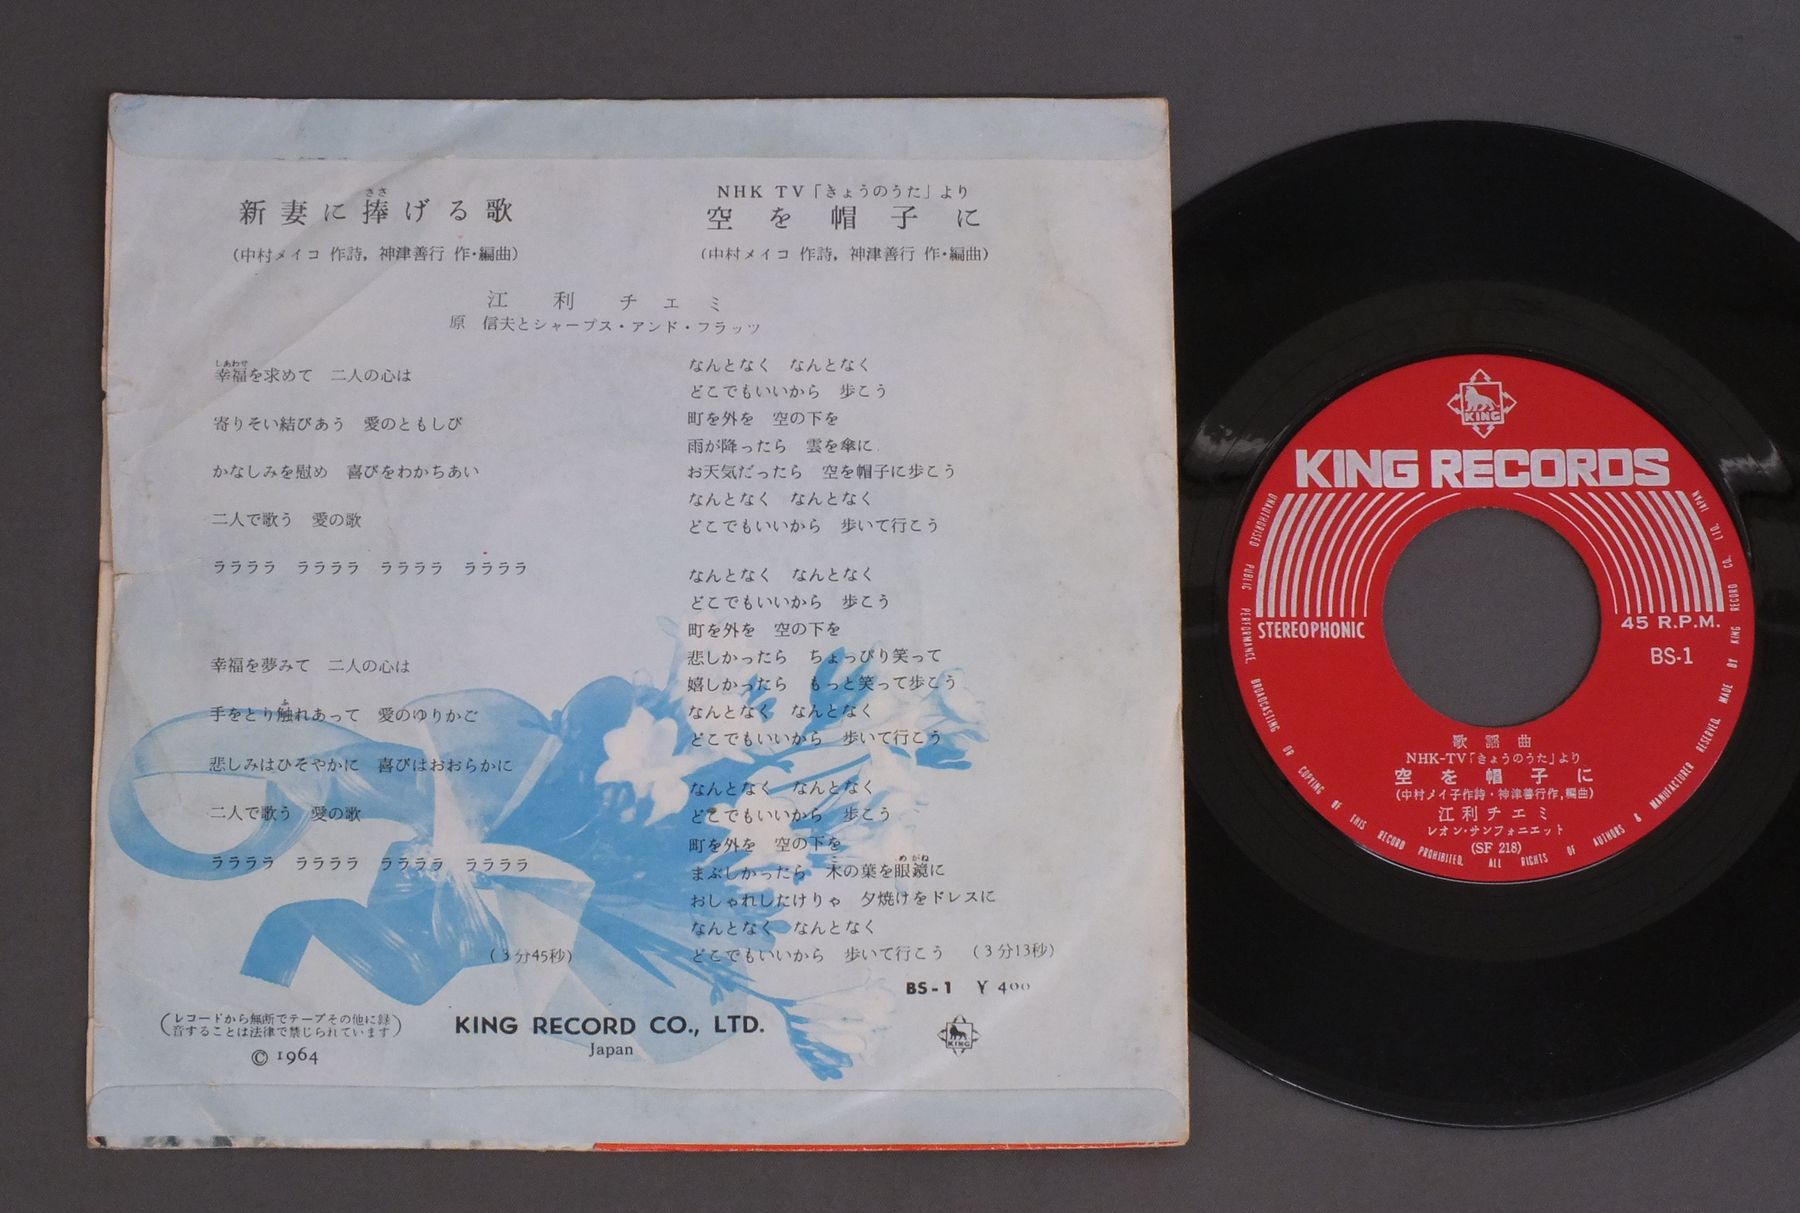 新妻に捧げる歌
ささ
(中村メイコ 作詩, 神津善行 作・編曲)
NHK TV「きょうのうた」より
空を帽子に
(中村メイコ 作詩, 神津善行 作・編曲)
江利チエミ
原 信夫とシャープス・アンド・フラッツ
しあわせ
幸福を求めて 二人の心は
寄りそい結びあう 愛のともしび
かなしみを慰め 喜びをわかちあい
二人で歌う 愛の歌
ララララ ララララ ララララ ララララ
幸福を夢みて 二人の心は
ふ
手をとり触れあって 愛のゆりかご
悲しみはひそやかに 喜びはおおらかに
二人で歌う 愛の歌
ララララ ララララ ララララ ララララ
(3分45秒)
なんとなく なんとなく
どこでもいいから 歩こう
町を外を 空の下を
雨が降ったら 雲を傘に
お天気だったら 空を帽子に歩こう
なんとなく なんとなく
どこでもいいから 歩いて行こう
なんとなく なんとなく
どこでもいいから 歩こう
町を外を 空の下を
悲しかったら ちょっぴり笑って
嬉しかったら もっと笑って歩こう
なんとなく なんとなく
どこでもいいから 歩いて行こう
なんとなく なんとなく
どこでもいいから 歩こう
町を外を 空の下を
こ めがね
まぶしかったら 木の葉を眼鏡に
おしゃれしたけりゃ 夕焼けをドレスに
なんとなく なんとなく
どこでもいいから 歩いて行こう (3分13秒)
BS-1 ¥400
(レコードから無断でテープその他に録
音することは法律で禁じられています)
© 1964
KING RECORD CO., LTD.
Japan
KING
KING
KING RECORDS
STEREOPHONIC
45 R.P.M.
BS-1
歌謡曲
NHK-TV「きょうのうた」より
空を帽子に
(中村メイ子作詩・神津善行作,編曲)
江利チエミ
レオン・サンフォニエット
(SF 218)
UNAUTHORISED PUBLIC PERFORMANCE, BROADCASTING OR COPYING OF THIS RECORD PROHIBITED. ALL RIGHTS OF AUTHORS & MANUFACTURER RESERVED. MADE BY KING RECORD CO., LTD. JAPAN